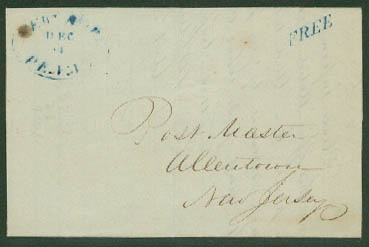 DEC
FREE
Post Master
Allentown
New Jersey